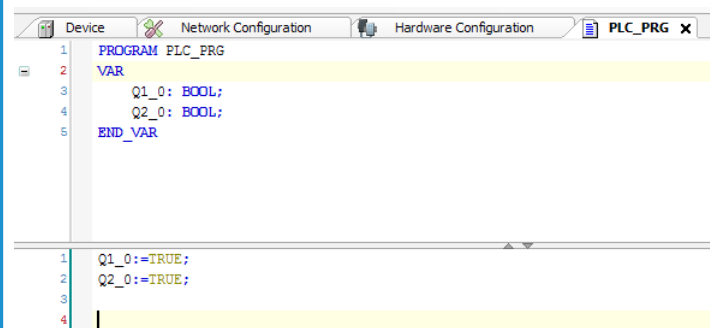 Device Network Configuration Hardware Configuration PLC_PRG X
1 PROGRAM PLC_PRG
2 VAR
3 Q1_0: BOOL;
4 Q2_0: BOOL;
5 END_VAR
1 Q1_0:=TRUE;
2 Q2_0:=TRUE;
3
4